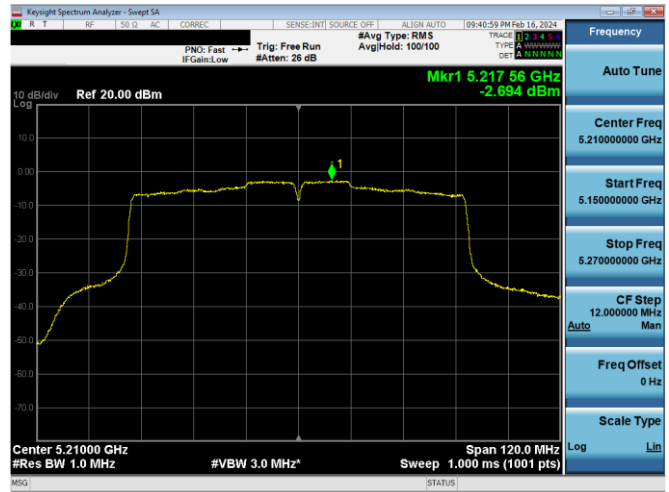 Keysight Spectrum Analyzer - Swept SA
LXI R T RF 50 Ω AC CORREC SENSE:INT SOURCE OFF ALIGN AUTO 09:40:59 PM Feb 16, 2024
#Avg Type: RMS TRACE 1 2 3 4 5 6
PNO: Fast Trig: Free Run Avg|Hold: 100/100 TYPE A WWWWW
IFGain:Low #Atten: 26 dB DET A N N N N N
Mkr1 5.217 56 GHz
-2.694 dBm
10 dB/div Ref 20.00 dBm
Log
10.0
0.00
-10.0
-20.0
-30.0
-40.0
-50.0
-60.0
-70.0
1
Center 5.21000 GHz Span 120.0 MHz
#Res BW 1.0 MHz #VBW 3.0 MHz* Sweep 1.000 ms (1001 pts)
MSG STATUS
Frequency
Auto Tune
Center Freq
5.210000000 GHz
Start Freq
5.150000000 GHz
Stop Freq
5.270000000 GHz
CF Step
12.000000 MHz
Auto Man
Freq Offset
0 Hz
Scale Type
Log Lin